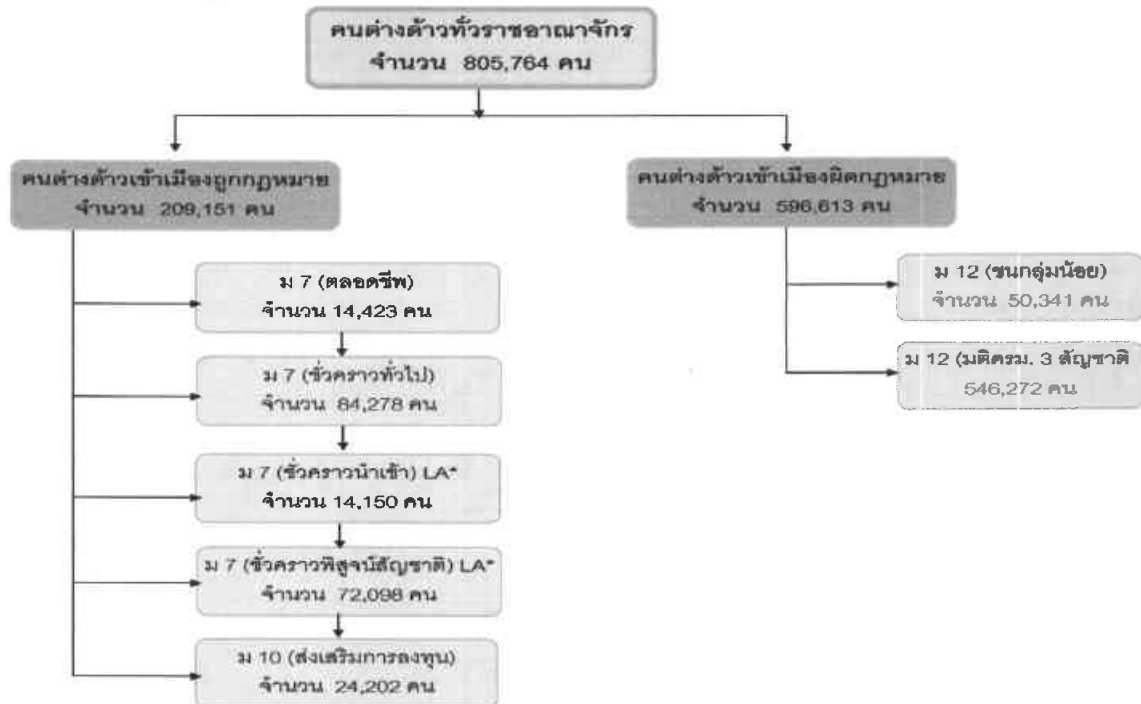 คนต่างด้าวทั่วราชอาณาจักร
จำนวน 805,764 คน
คนต่างด้าวเข้าเมืองถูกกฎหมาย
จำนวน 209,151 คน
คนต่างด้าวเข้าเมืองผิดกฎหมาย
จำนวน 596,613 คน
ม 7 (ตลอดชีพ)
จำนวน 14,423 คน
ม 7 (ชั่วคราวทั่วไป)
จำนวน 84,278 คน
ม 7 (ชั่วคราวนำเข้า) LA*
จำนวน 14,150 คน
ม 7 (ชั่วคราวพิสูจน์สัญชาติ) LA*
จำนวน 72,098 คน
ม 10 (ส่งเสริมการลงทุน)
จำนวน 24,202 คน
ม 12 (ชนกลุ่มน้อย)
จำนวน 50,341 คน
ม 12 (มติครม. 3 สัญชาติ
546,272 คน